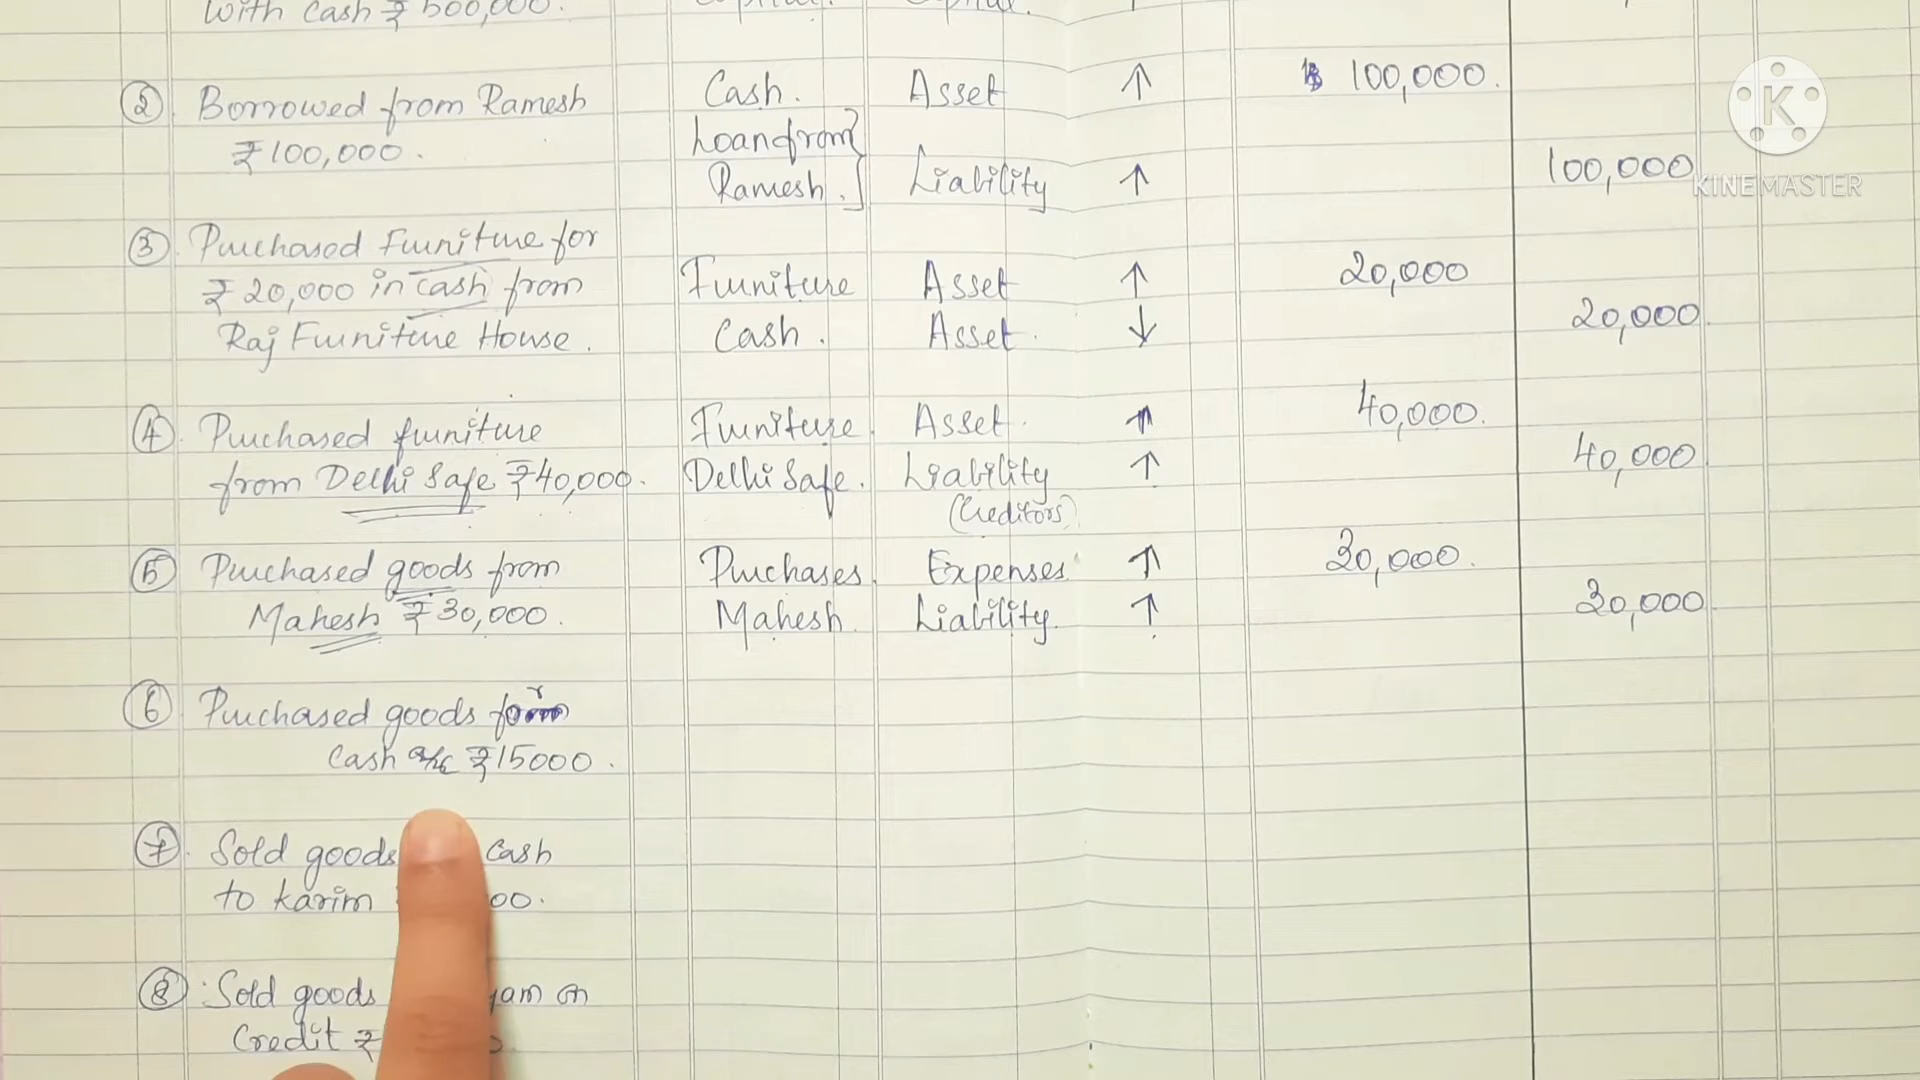 with cash ₹ 500,000.
② Borrowed from Ramesh Cash. Asset ↑ 100,000.
₹ 100,000. Loan from
Ramesh. Liability ↑ 100,000
③ Purchased Furniture for
₹ 20,000 in cash from Furniture Asset ↑ 20,000
Raj Furniture House. Cash. Asset. ↓ 20,000
④ Purchased furniture Furniture. Asset. ↑ 40,000.
from Delhi Safe ₹40,000. Delhi Safe. Liability ↑ 40,000
(Creditors)
⑤ Purchased goods from Purchases. Expenses ↑ 30,000.
Mahesh ₹ 30,000. Mahesh Liability. ↑ 30,000
⑥ Purchased goods for
Cash ₹ 15000.
⑦ Sold goods Cash
to Karim 00.
⑧ Sold goods on
Credit ₹
K
KINEMASTER